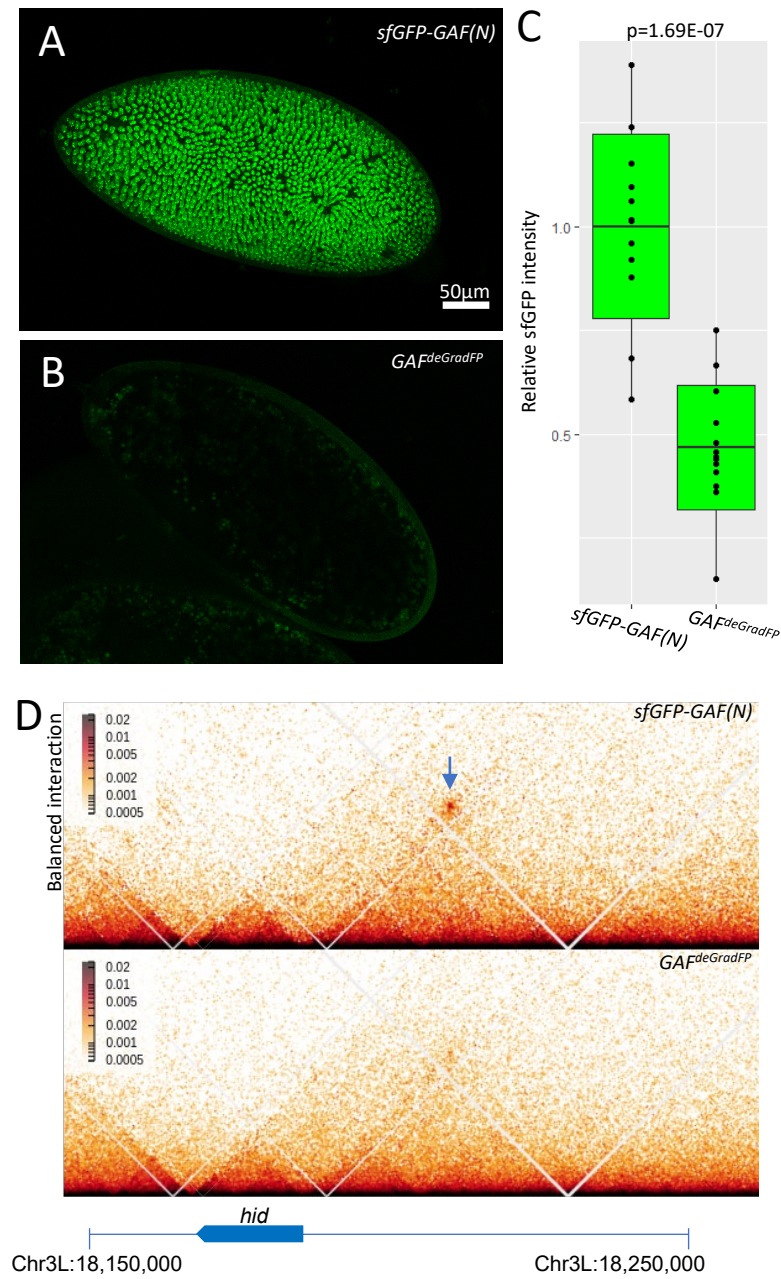 A
sfGFP-GAF(N)
50μm
B
GAFdeGradFP
C
p=1.69E-07
Relative sfGFP intensity
1.0
0.5
sfGFP-GAF(N)
GAFdeGradFP
D
Balanced interaction
0.02
0.01
0.005
0.002
0.001
0.0005
sfGFP-GAF(N)
0.02
0.01
0.005
0.002
0.001
0.0005
GAFdeGradFP
hid
Chr3L:18,150,000
Chr3L:18,250,000